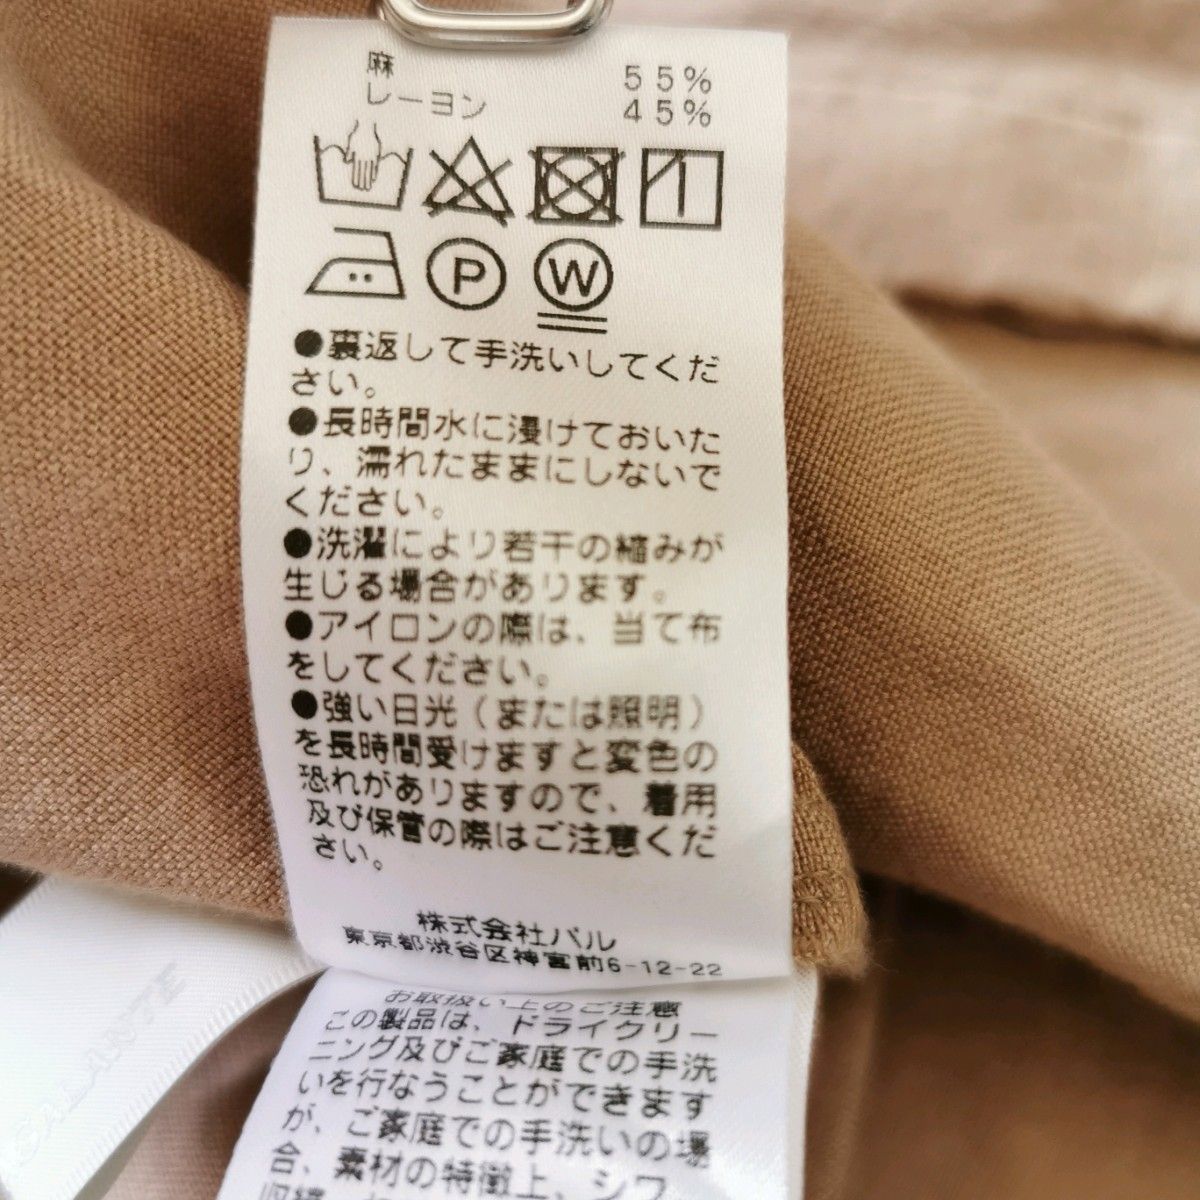 麻 55%
レーヨン 45%
P W
●裏返して手洗いしてくだ
さい。
●長時間水に浸けておいた
り、濡れたままにしないで
ください。
●洗濯により若干の縮みが
生じる場合があります。
●アイロンの際は、当て布
をしてください。
●強い日光(または照明)
を長時間受けますと変色の
恐れがありますので、着用
及び保管の際はご注意くだ
さい。
株式会社パル
東京都渋谷区神宮前6-12-22
お取扱い上のご注意
この製品は、ドライクリー
ニング及びご家庭での手洗
いを行なうことができます
が、ご家庭での手洗いの場
合、素材の特徴上、シワ、